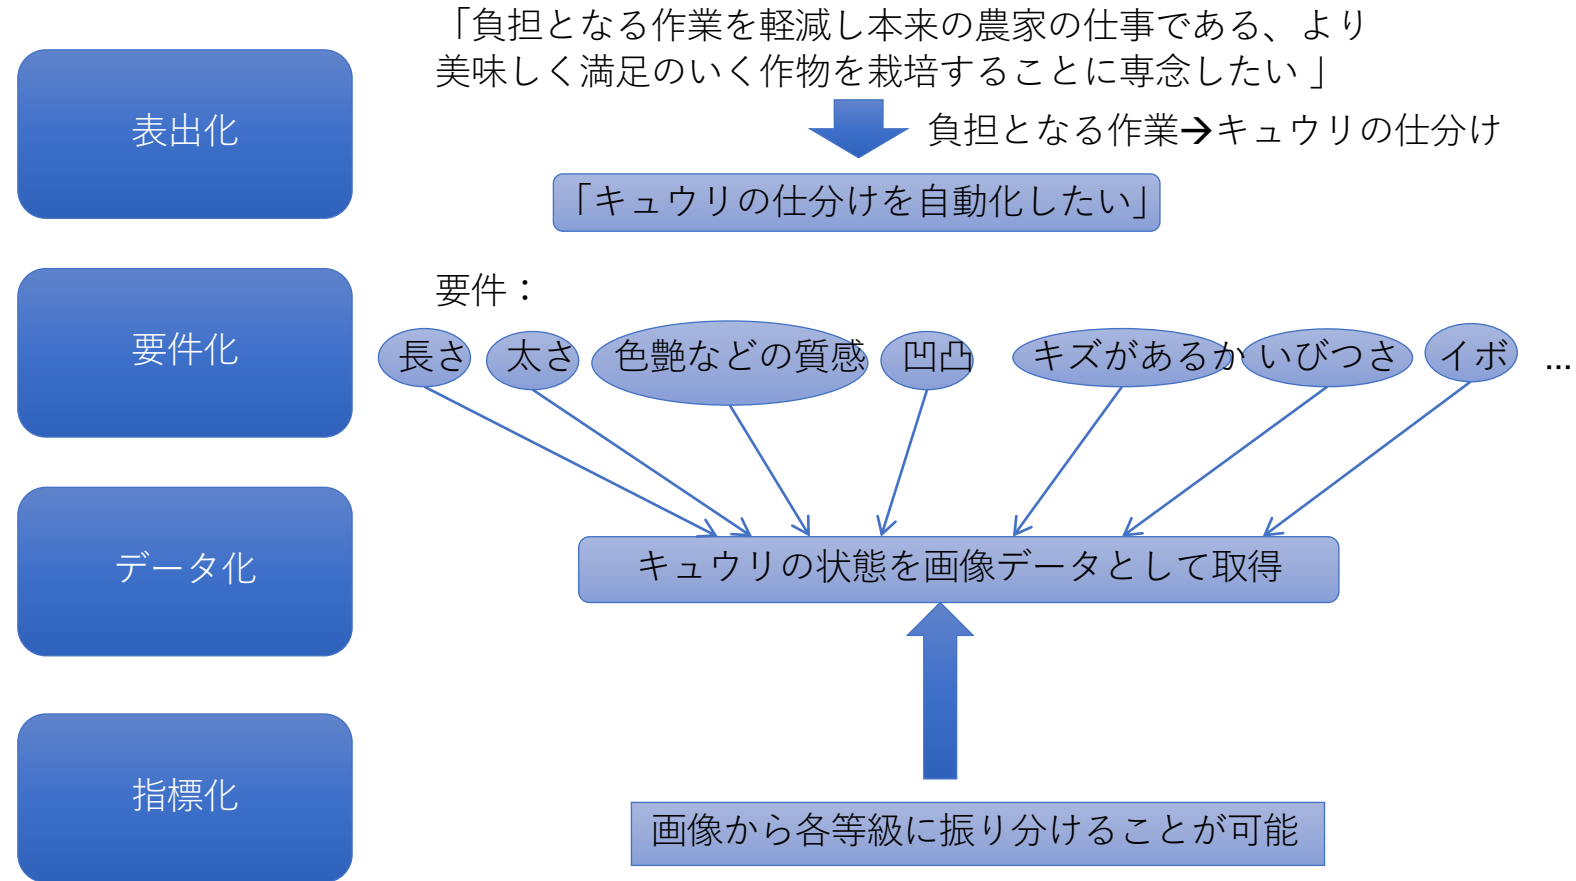 「負担となる作業を軽減し本来の農家の仕事である、より
美味しく満足のいく作物を栽培することに専念したい 」
表出化
負担となる作業→キュウリの仕分け
「キュウリの仕分けを自動化したい」
要件：
要件化
長さ 太さ 色艶などの質感 凹凸 キズがあるか いびつさ イボ ...
データ化
キュウリの状態を画像データとして取得
指標化
画像から各等級に振り分けることが可能